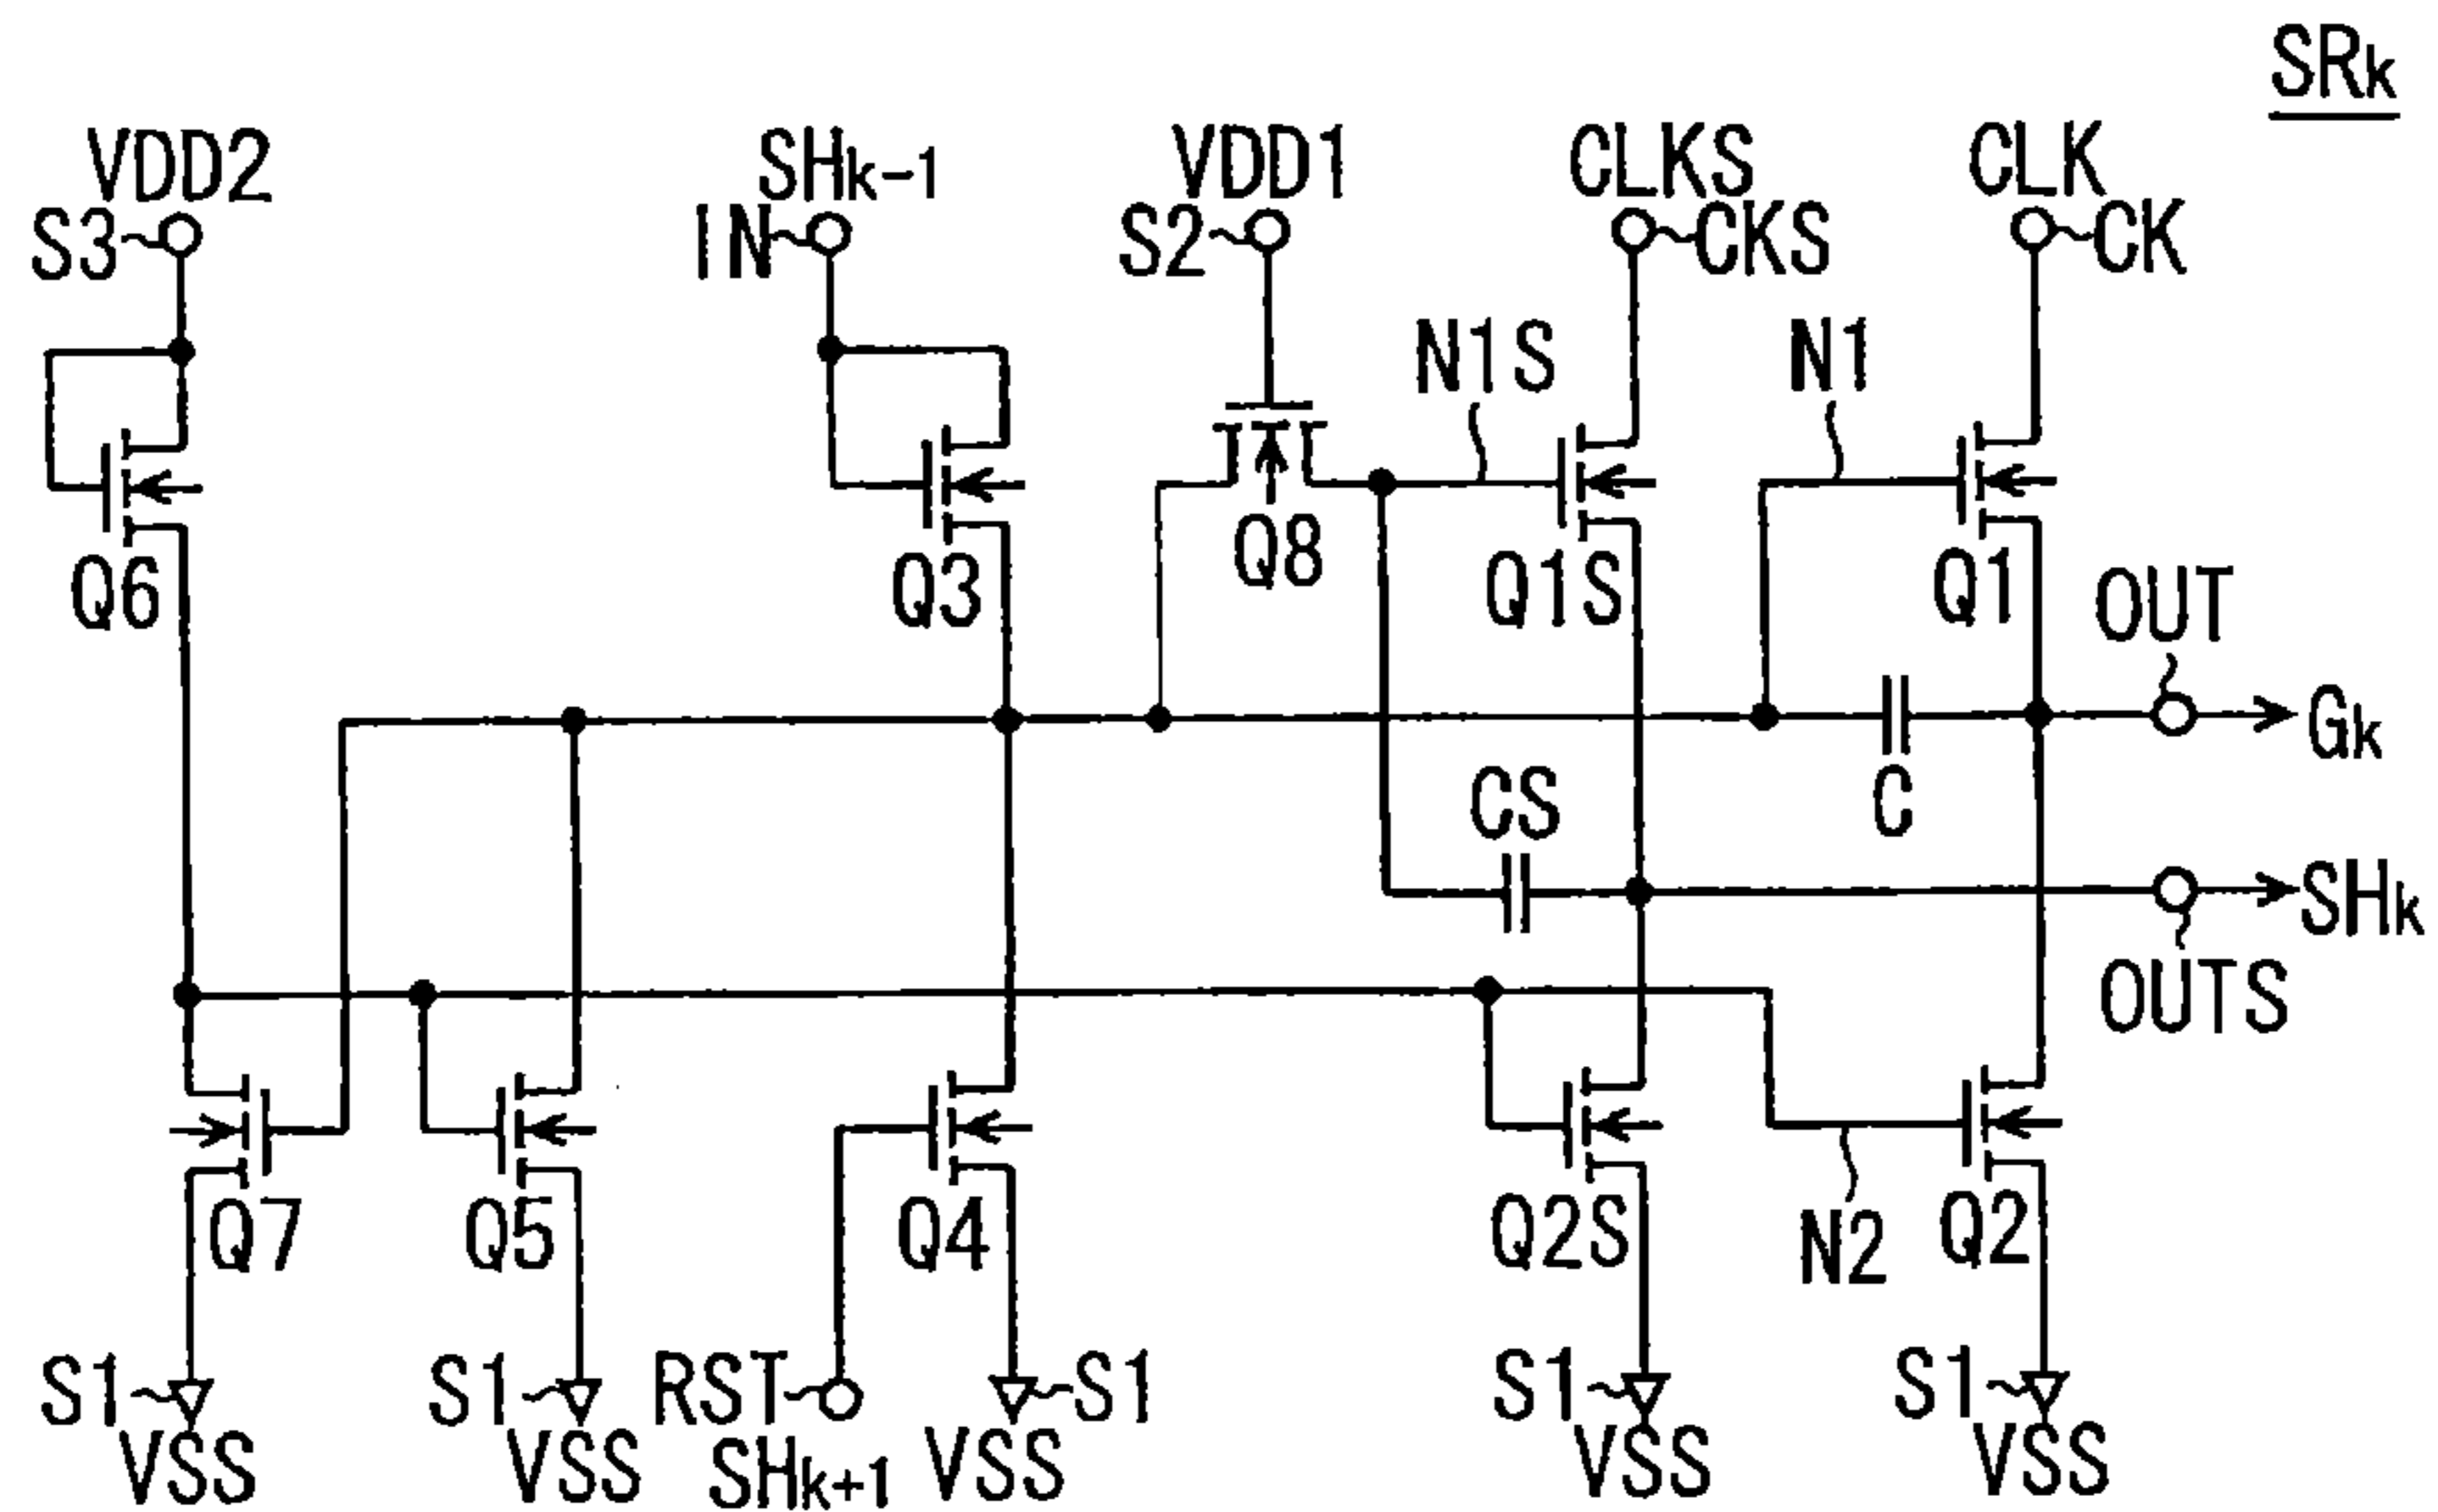 SRk
VDD2
SHk-1
VDD1
CLKS
CLK
S3
IN
S2
CKS
CK
N1S
N1
Q6
Q3
Q8
Q1S
Q1
OUT
Gk
CS
C
SHk
OUTS
Q7
Q5
Q4
Q2S
N2
Q2
S1
S1
RST
S1
S1
S1
VSS
VSS
SHk+1
VSS
VSS
VSS